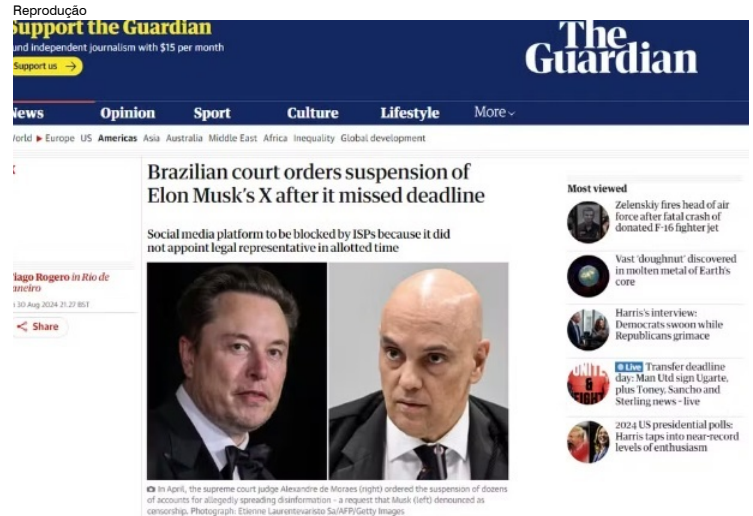 Reprodução
Support the Guardian
und independent journalism with $15 per month
Support us →
The
Guardian
News Opinion Sport Culture Lifestyle More
World Europe US Americas Asia Australia Middle East Africa Inequality Global development
Brazilian court orders suspension of
Elon Musk's X after it missed deadline
Social media platform to be blocked by ISPs because it did
not appoint legal representative in allotted time
iago Rogero in Rio de
aneiro
30 Aug 2024 21.27 BST
Share
In April, the supreme court judge Alexandre de Moraes (right) ordered the suspension of dozens
of accounts for allegedly spreading disinformation – a request that Musk (left) denounced as
censorship. Photograph: Etienne Laurentevaristo Sa/AFP/Getty Images
Most viewed
Zelenskiy fires head of air
force after fatal crash of
donated F-16 fighter jet
Vast 'doughnut' discovered
in molten metal of Earth's
core
Harris's interview:
Democrats swoon while
Republicans grimace
Live Transfer deadline
day: Man Utd sign Ugarte,
plus Toney, Sancho and
Sterling news – live
2024 US presidential polls:
Harris taps into near-record
levels of enthusiasm
UNITE
&
FIGHT